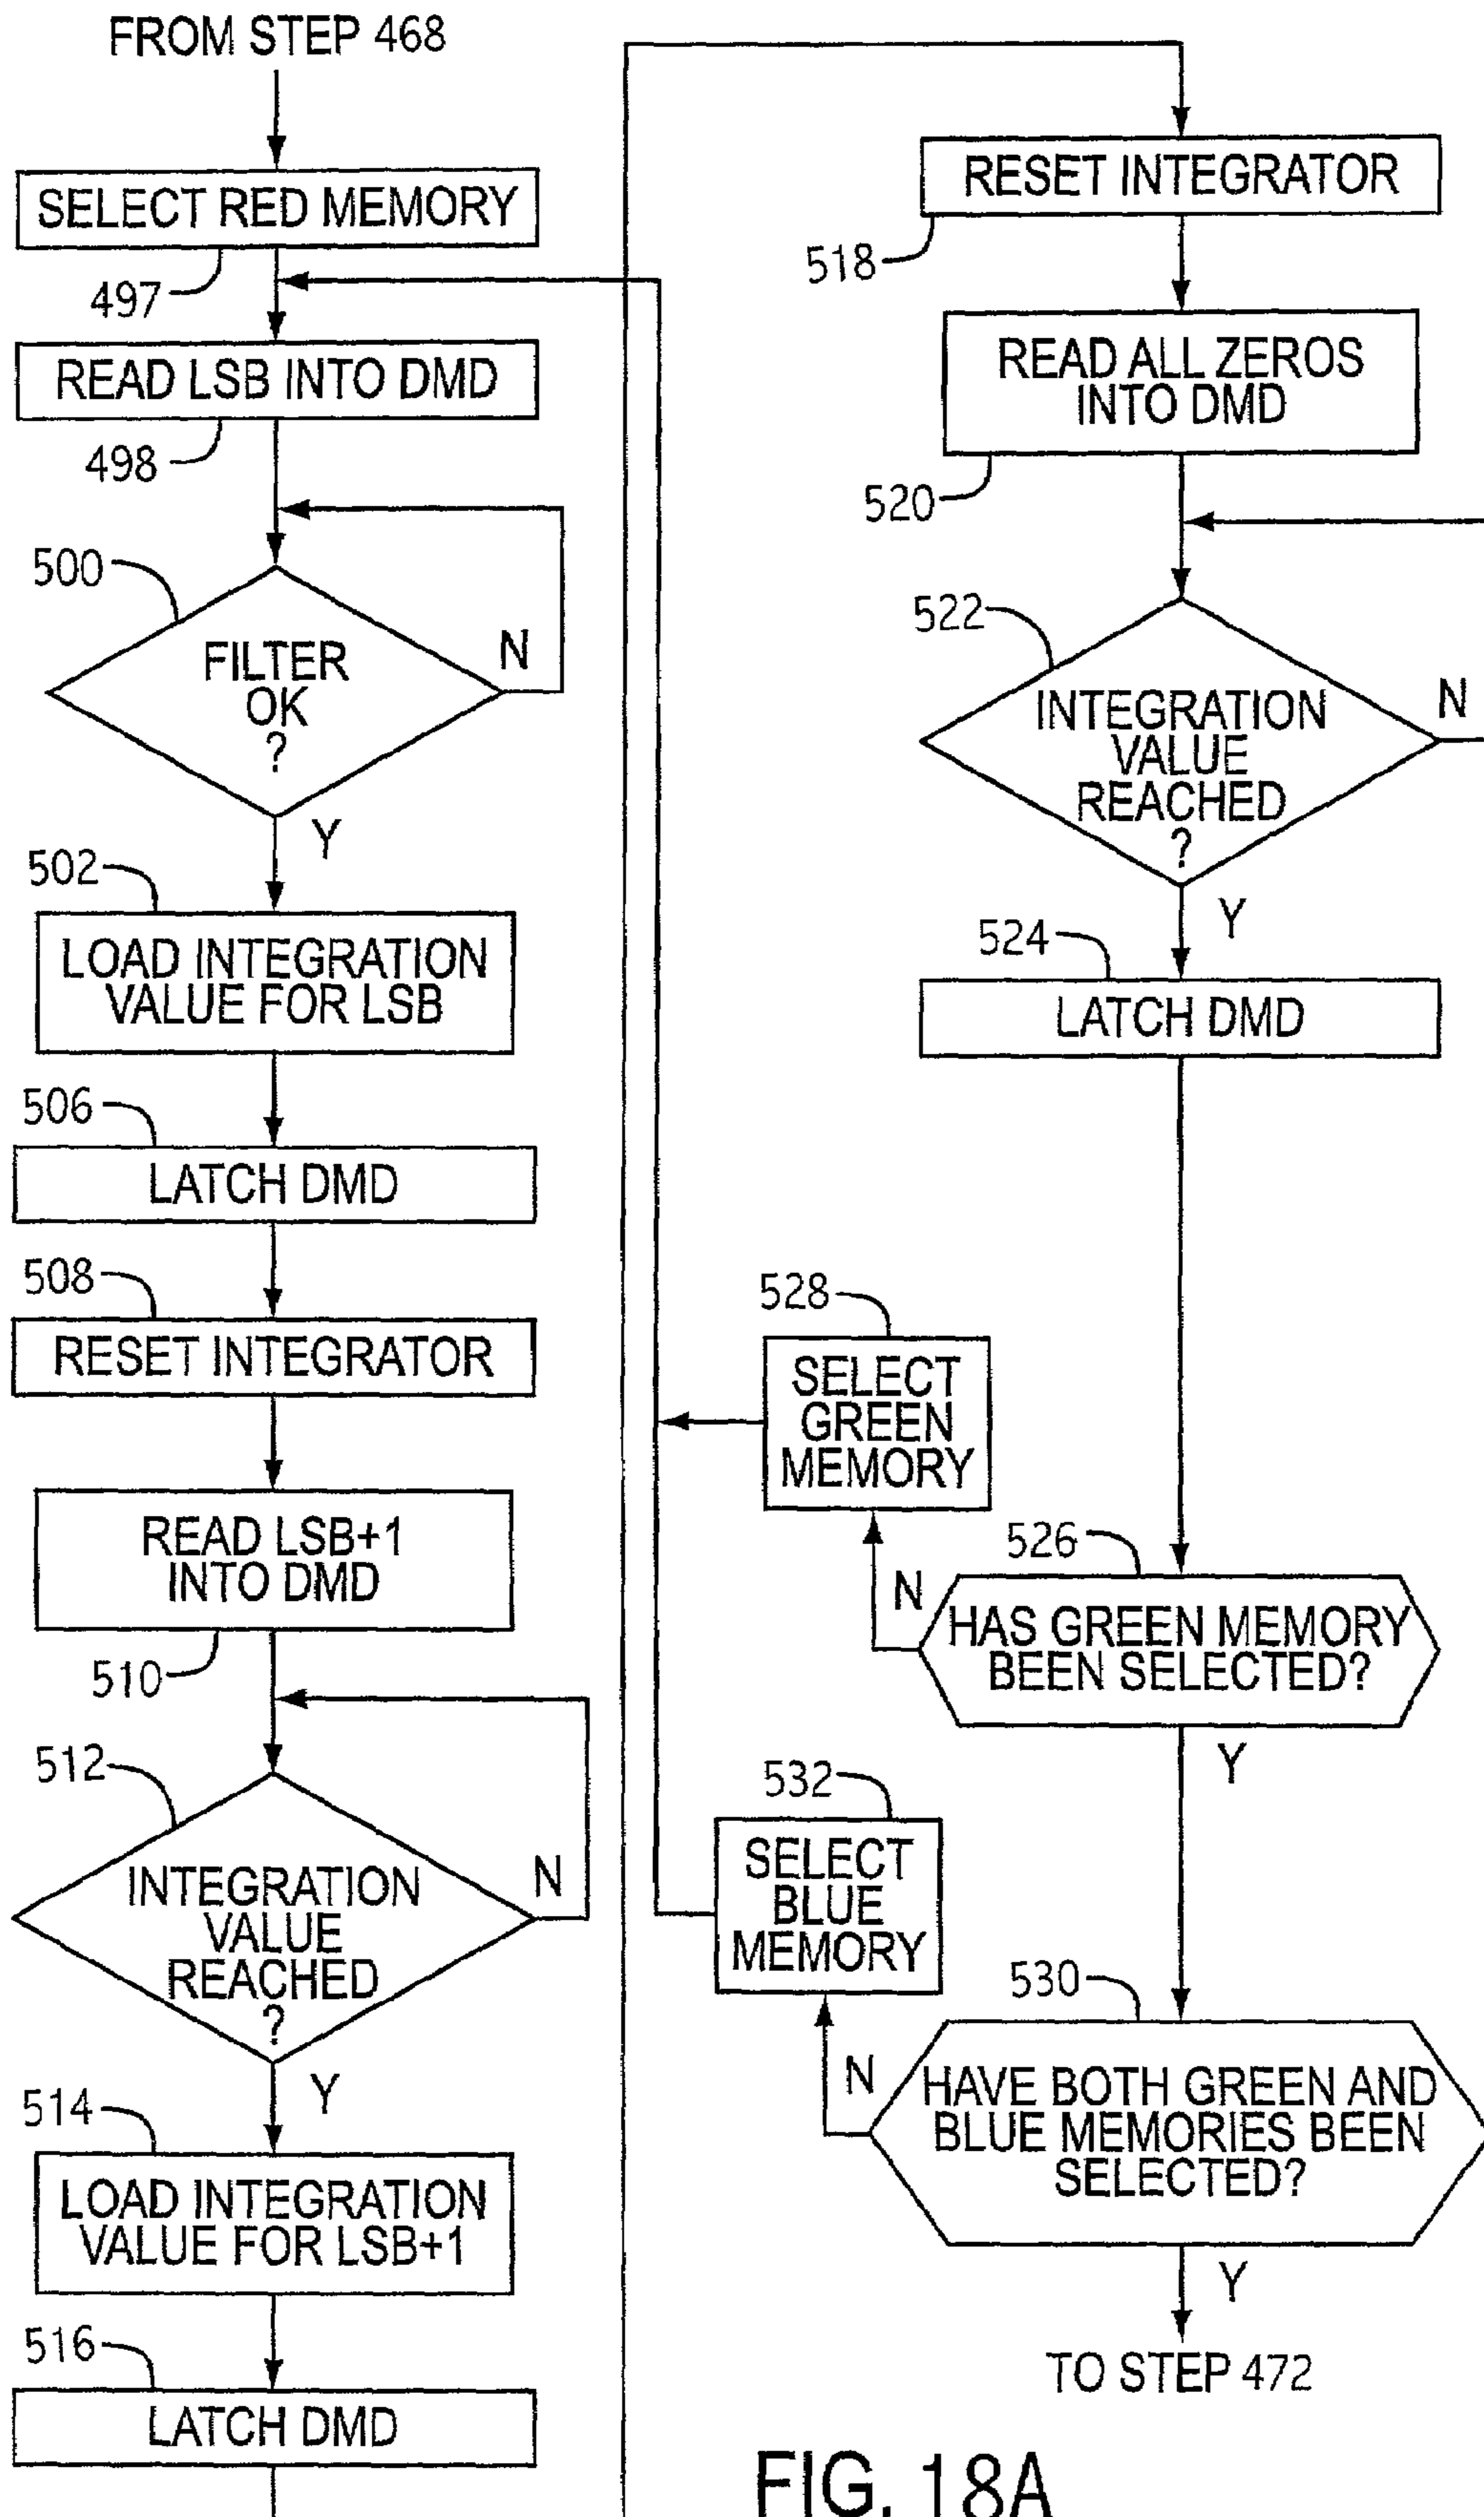 FROM STEP 468
SELECT RED MEMORY
497
READ LSB INTO DMD
498
500
FILTER
OK
?
N
Y
502
LOAD INTEGRATION
VALUE FOR LSB
506
LATCH DMD
508
RESET INTEGRATOR
READ LSB+1
INTO DMD
510
512
INTEGRATION
VALUE
REACHED
?
N
Y
514
LOAD INTEGRATION
VALUE FOR LSB+1
516
LATCH DMD
RESET INTEGRATOR
518
READ ALL ZEROS
INTO DMD
520
522
INTEGRATION
VALUE
REACHED
?
N
Y
524
LATCH DMD
528
SELECT
GREEN
MEMORY
526
N
HAS GREEN MEMORY
BEEN SELECTED?
Y
532
SELECT
BLUE
MEMORY
530
N
HAVE BOTH GREEN AND
BLUE MEMORIES BEEN
SELECTED?
Y
TO STEP 472
FIG. 18A